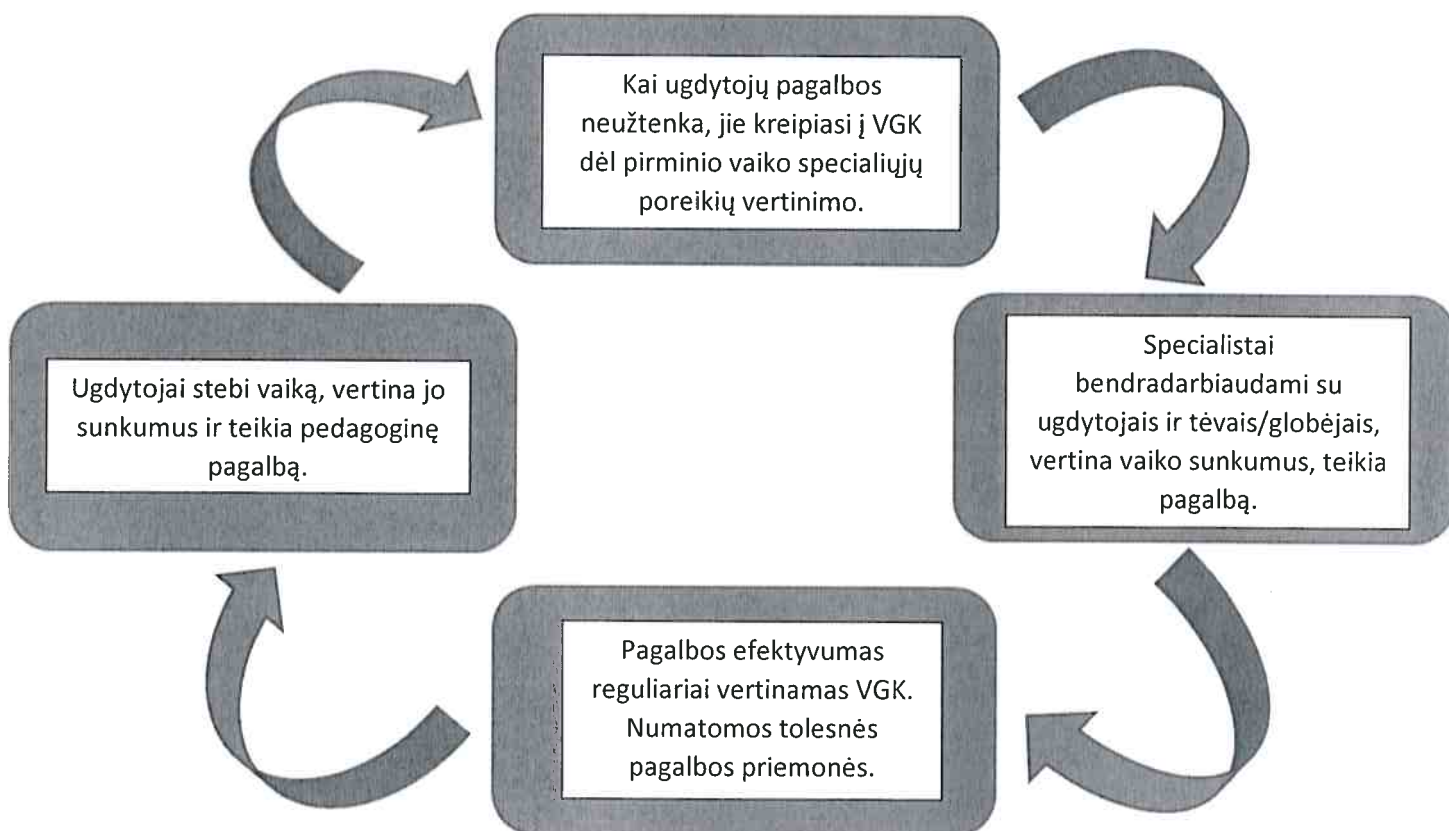 Kai ugdytojų pagalbos
neužtenka, jie kreipiasi į VGK
dėl pirminio vaiko specialiųjų
poreikių vertinimo.
Ugdytojai stebi vaiką, vertina jo
sunkumus ir teikia pedagoginę
pagalbą.
Specialistai
bendradarbiaudami su
ugdytojais ir tėvais/globėjais,
vertina vaiko sunkumus, teikia
pagalbą.
Pagalbos efektyvumas
reguliariai vertinamas VGK.
Numatomos tolesnės
pagalbos priemonės.